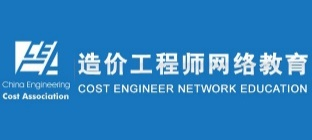 造价工程师网络教育
COST ENGINEER NETWORK EDUCATION
China Engineering
Cost Association